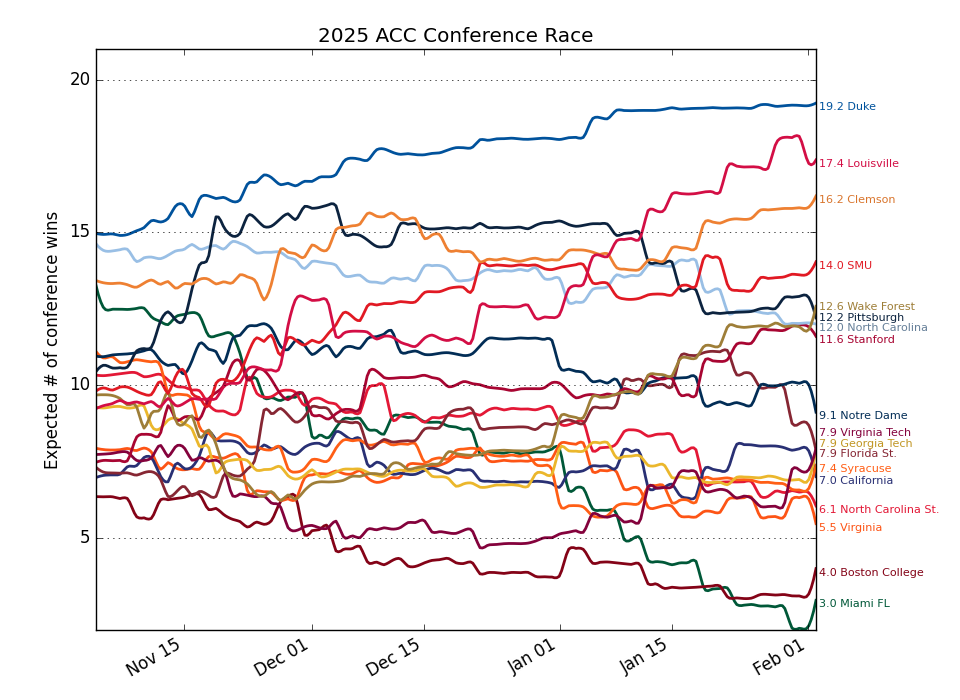 2025 ACC Conference Race
Expected # of conference wins
20
15
10
5
Nov 15
Dec 01
Dec 15
Jan 01
Jan 15
Feb 01
19.2 Duke
17.4 Louisville
16.2 Clemson
14.0 SMU
12.6 Wake Forest
12.2 Pittsburgh
12.0 North Carolina
11.6 Stanford
9.1 Notre Dame
7.9 Virginia Tech
7.9 Georgia Tech
7.9 Florida St.
7.4 Syracuse
7.0 California
6.1 North Carolina St.
5.5 Virginia
4.0 Boston College
3.0 Miami FL